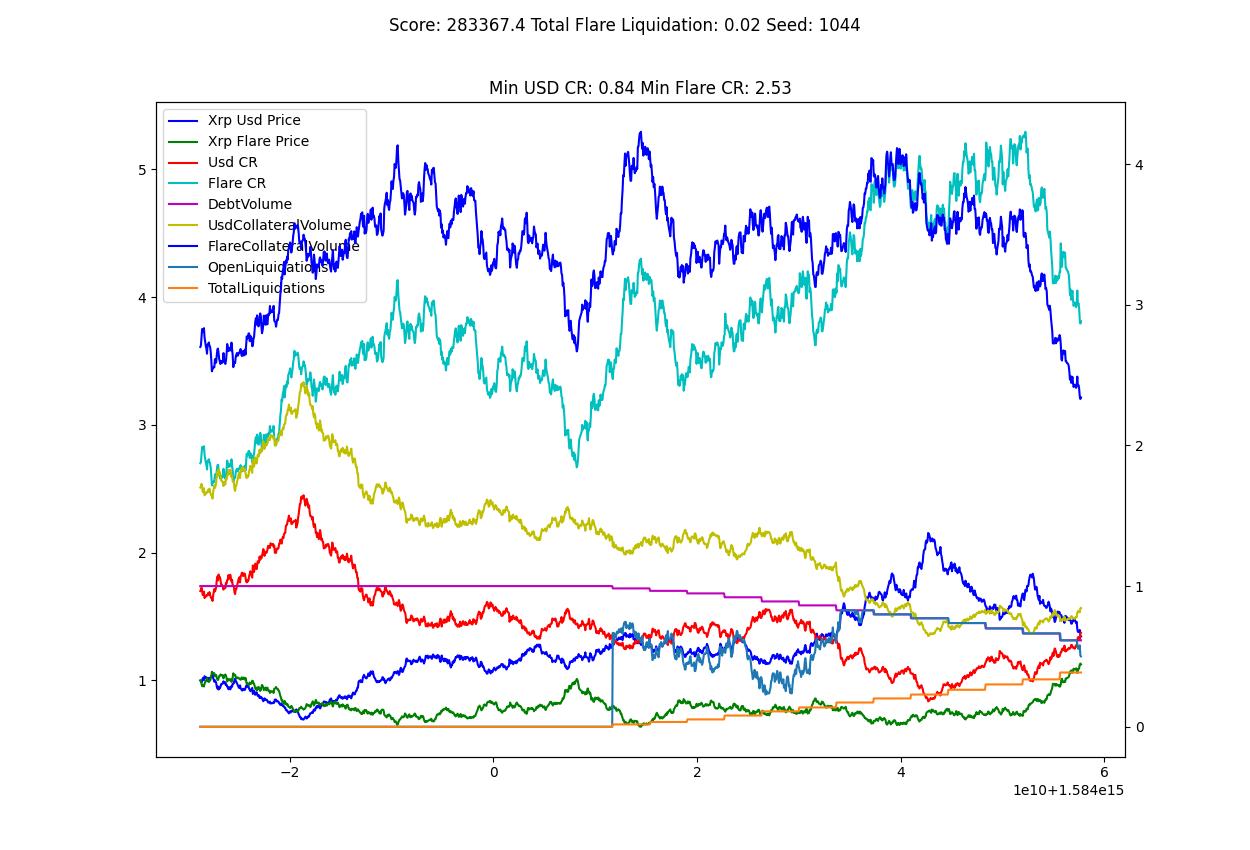 Score: 283367.4 Total Flare Liquidation: 0.02 Seed: 1044
Min USD CR: 0.84 Min Flare CR: 2.53
Xrp Usd Price
Xrp Flare Price
Usd CR
Flare CR
DebtVolume
UsdCollateralVolume
FlareCollateralVolume
OpenLiquidations
TotalLiquidations
5
4
3
2
1
4
3
2
1
0
−2
0
2
4
6
1e10+1.584e15